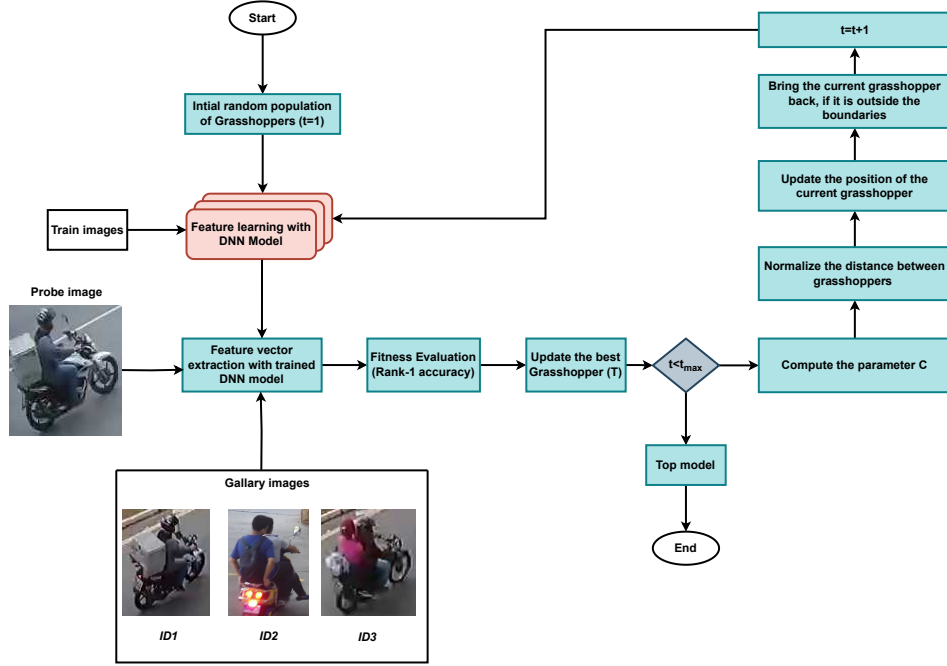 Start
t=t+1
Intial random population
of Grasshoppers (t=1)
Bring the current grasshopper
back, if it is outside the
boundaries
Update the position of the
current grasshopper
Train images
Feature learning with
DNN Model
Normalize the distance between
grasshoppers
Probe image
Feature vector
extraction with trained
DNN model
Fitness Evaluation
(Rank-1 accuracy)
Update the best
Grasshopper (T)
t<tmax
Compute the parameter C
Top model
End
Gallary images
ID1
ID2
ID3